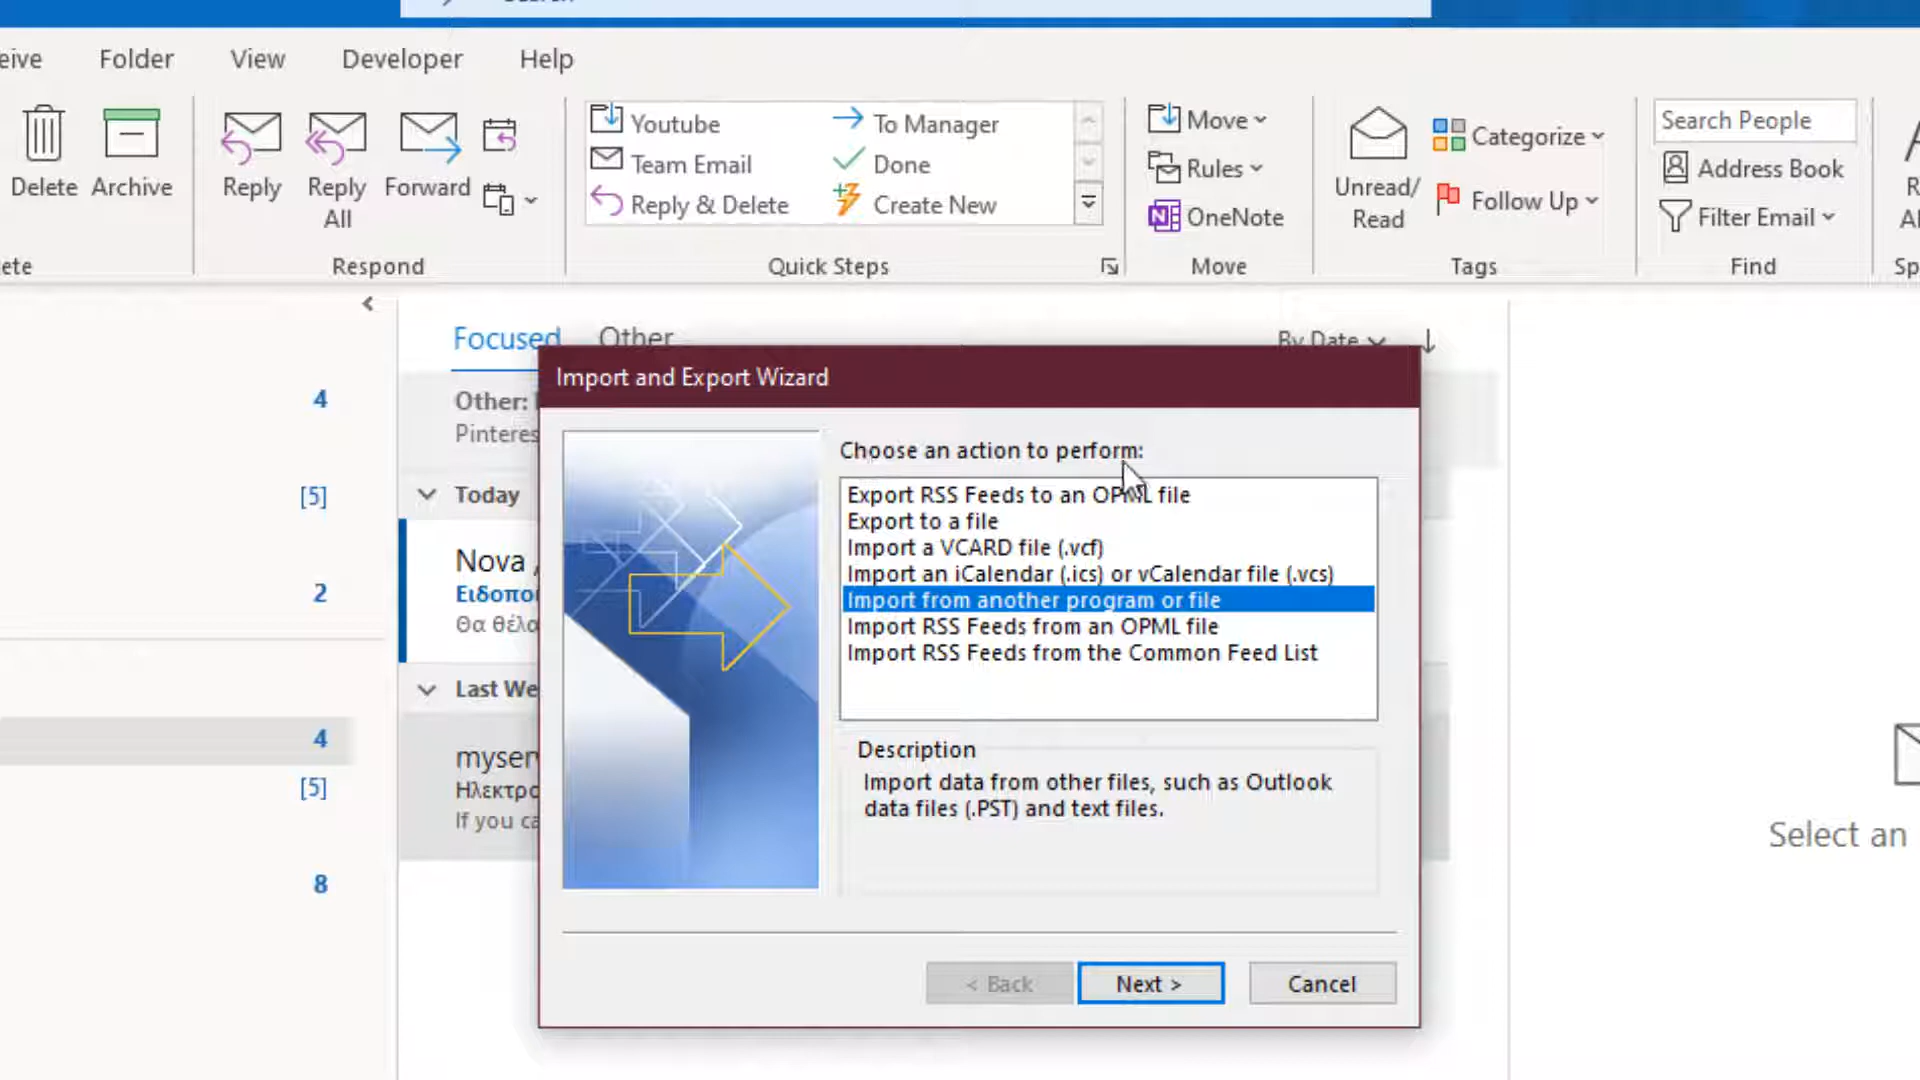 eive Folder View Developer Help
Delete Archive
Reply Reply All Forward
Youtube To Manager
Team Email Done
Reply & Delete Create New
Move
Rules
OneNote
Unread/ Read
Categorize
Follow Up
Search People
Address Book
Filter Email
ete Respond Quick Steps Move Tags Find Sp
Focused Other By Date
Import and Export Wizard
4
Other:
Pinteres
[5]
Today
Nova
2
Ειδοποι
Θα θέλα
Last We
4
myserv
[5]
Ηλεκτρο
If you ca
8
Choose an action to perform:
Export RSS Feeds to an OPML file
Export to a file
Import a VCARD file (.vcf)
Import an iCalendar (.ics) or vCalendar file (.vcs)
Import from another program or file
Import RSS Feeds from an OPML file
Import RSS Feeds from the Common Feed List
Description
Import data from other files, such as Outlook
data files (.PST) and text files.
< Back Next > Cancel
Select an